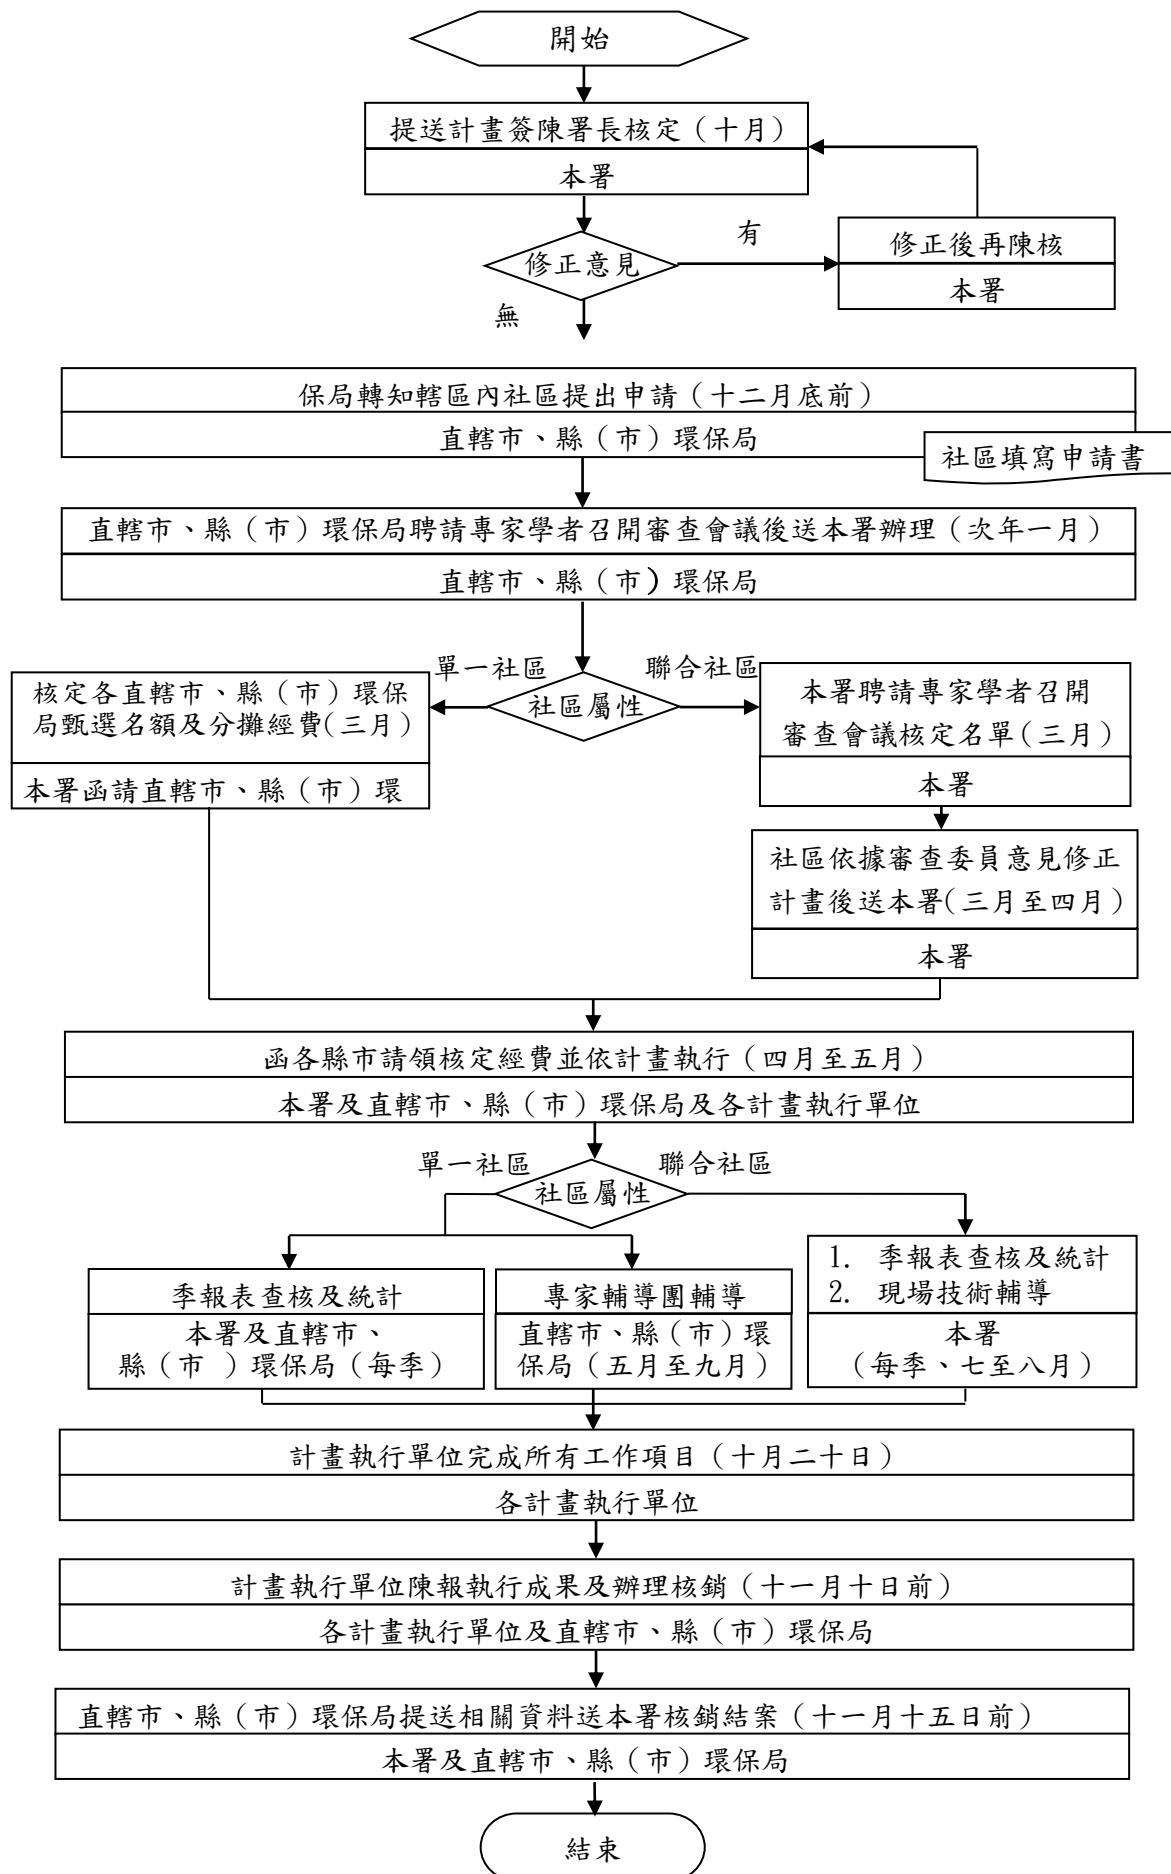 開始
提送計畫簽陳署長核定（十月）
本署
修正意見
有
修正後再陳核
本署
無
保局轉知轄區內社區提出申請（十二月底前）
直轄市、縣（市）環保局
社區填寫申請書
直轄市、縣（市）環保局聘請專家學者召開審查會議後送本署辦理（次年一月）
直轄市、縣（市）環保局
單一社區
聯合社區
社區屬性
核定各直轄市、縣（市）環保
局甄選名額及分攤經費(三月)
本署函請直轄市、縣（市）環
本署聘請專家學者召開
審查會議核定名單(三月)
本署
社區依據審查委員意見修正
計畫後送本署(三月至四月)
本署
函各縣市請領核定經費並依計畫執行（四月至五月）
本署及直轄市、縣（市）環保局及各計畫執行單位
單一社區
聯合社區
社區屬性
季報表查核及統計
本署及直轄市、
縣（市 ）環保局（每季）
專家輔導團輔導
直轄市、縣（市）環
保局（五月至九月）
1. 季報表查核及統計
2. 現場技術輔導
本署
（每季、七至八月）
計畫執行單位完成所有工作項目（十月二十日）
各計畫執行單位
計畫執行單位陳報執行成果及辦理核銷（十一月十日前）
各計畫執行單位及直轄市、縣（市）環保局
直轄市、縣（市）環保局提送相關資料送本署核銷結案（十一月十五日前）
本署及直轄市、縣（市）環保局
結束